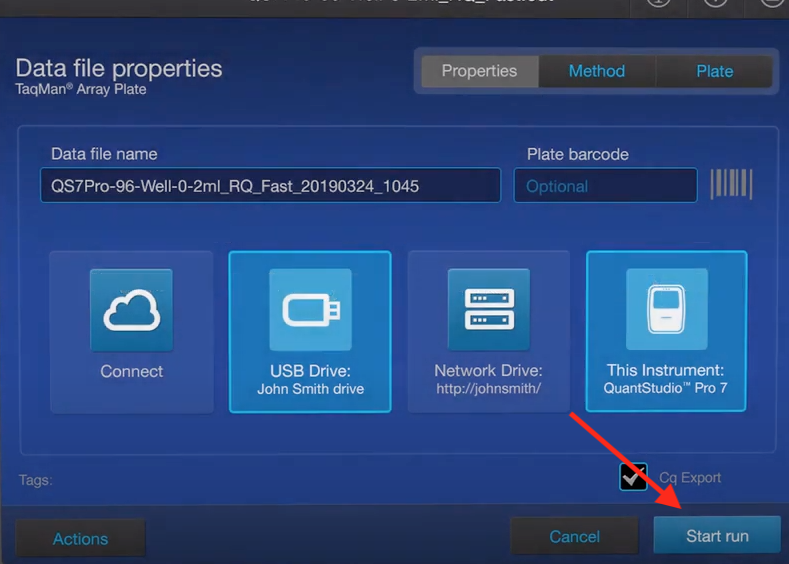 Data file properties
TaqMan® Array Plate
Properties
Method
Plate
Data file name
Plate barcode
QS7Pro-96-Well-0-2ml_RQ_Fast_20190324_1045
Optional
Connect
USB Drive:
John Smith drive
Network Drive:
http://johnsmith/
This Instrument:
QuantStudio™ Pro 7
Tags:
Cq Export
Actions
Cancel
Start run